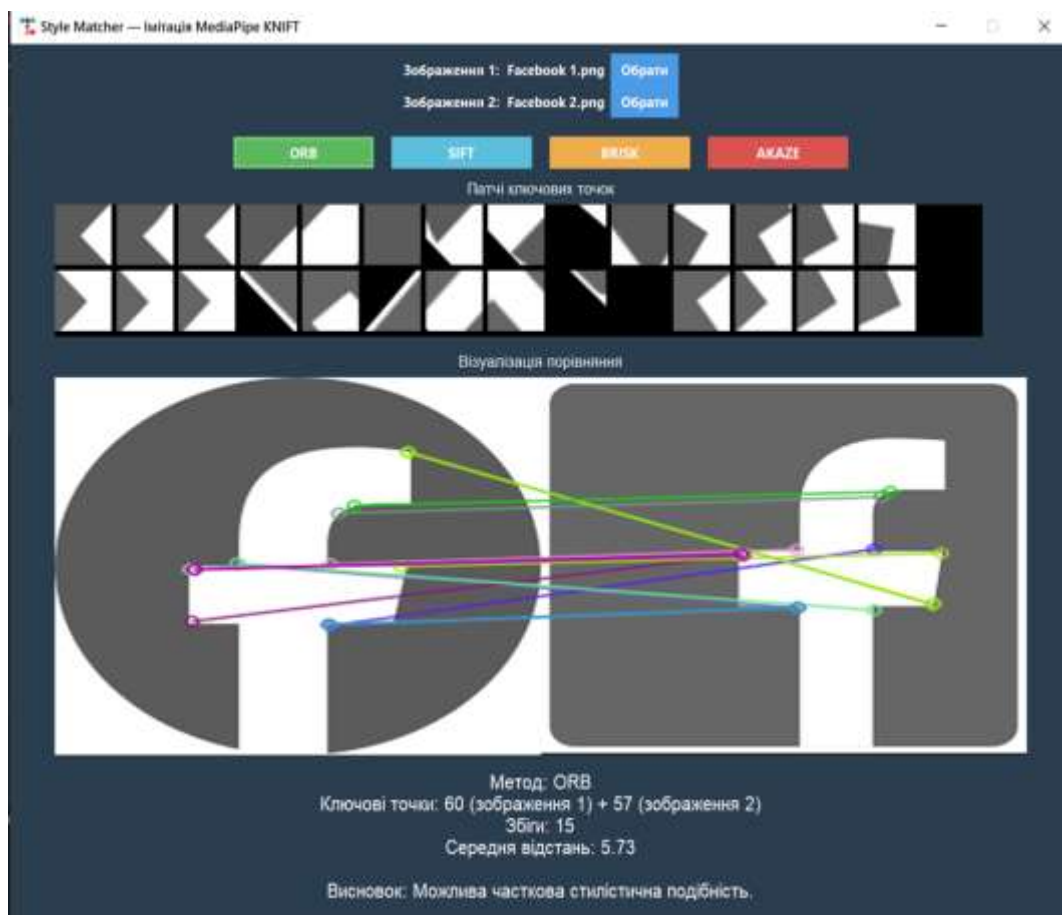 Style Matcher — Імітація MediaPipe KNIFT
Зображення 1: Facebook 1.png Обрати
Зображення 2: Facebook 2.png Обрати
ORB SIFT BRISK AKAZE
Патчі ключових точок
Візуалізація порівняння
Метод: ORB
Ключові точки: 60 (зображення 1) + 57 (зображення 2)
Збіги: 15
Середня відстань: 5.73
Висновок: Можлива часткова стилістична подібність.